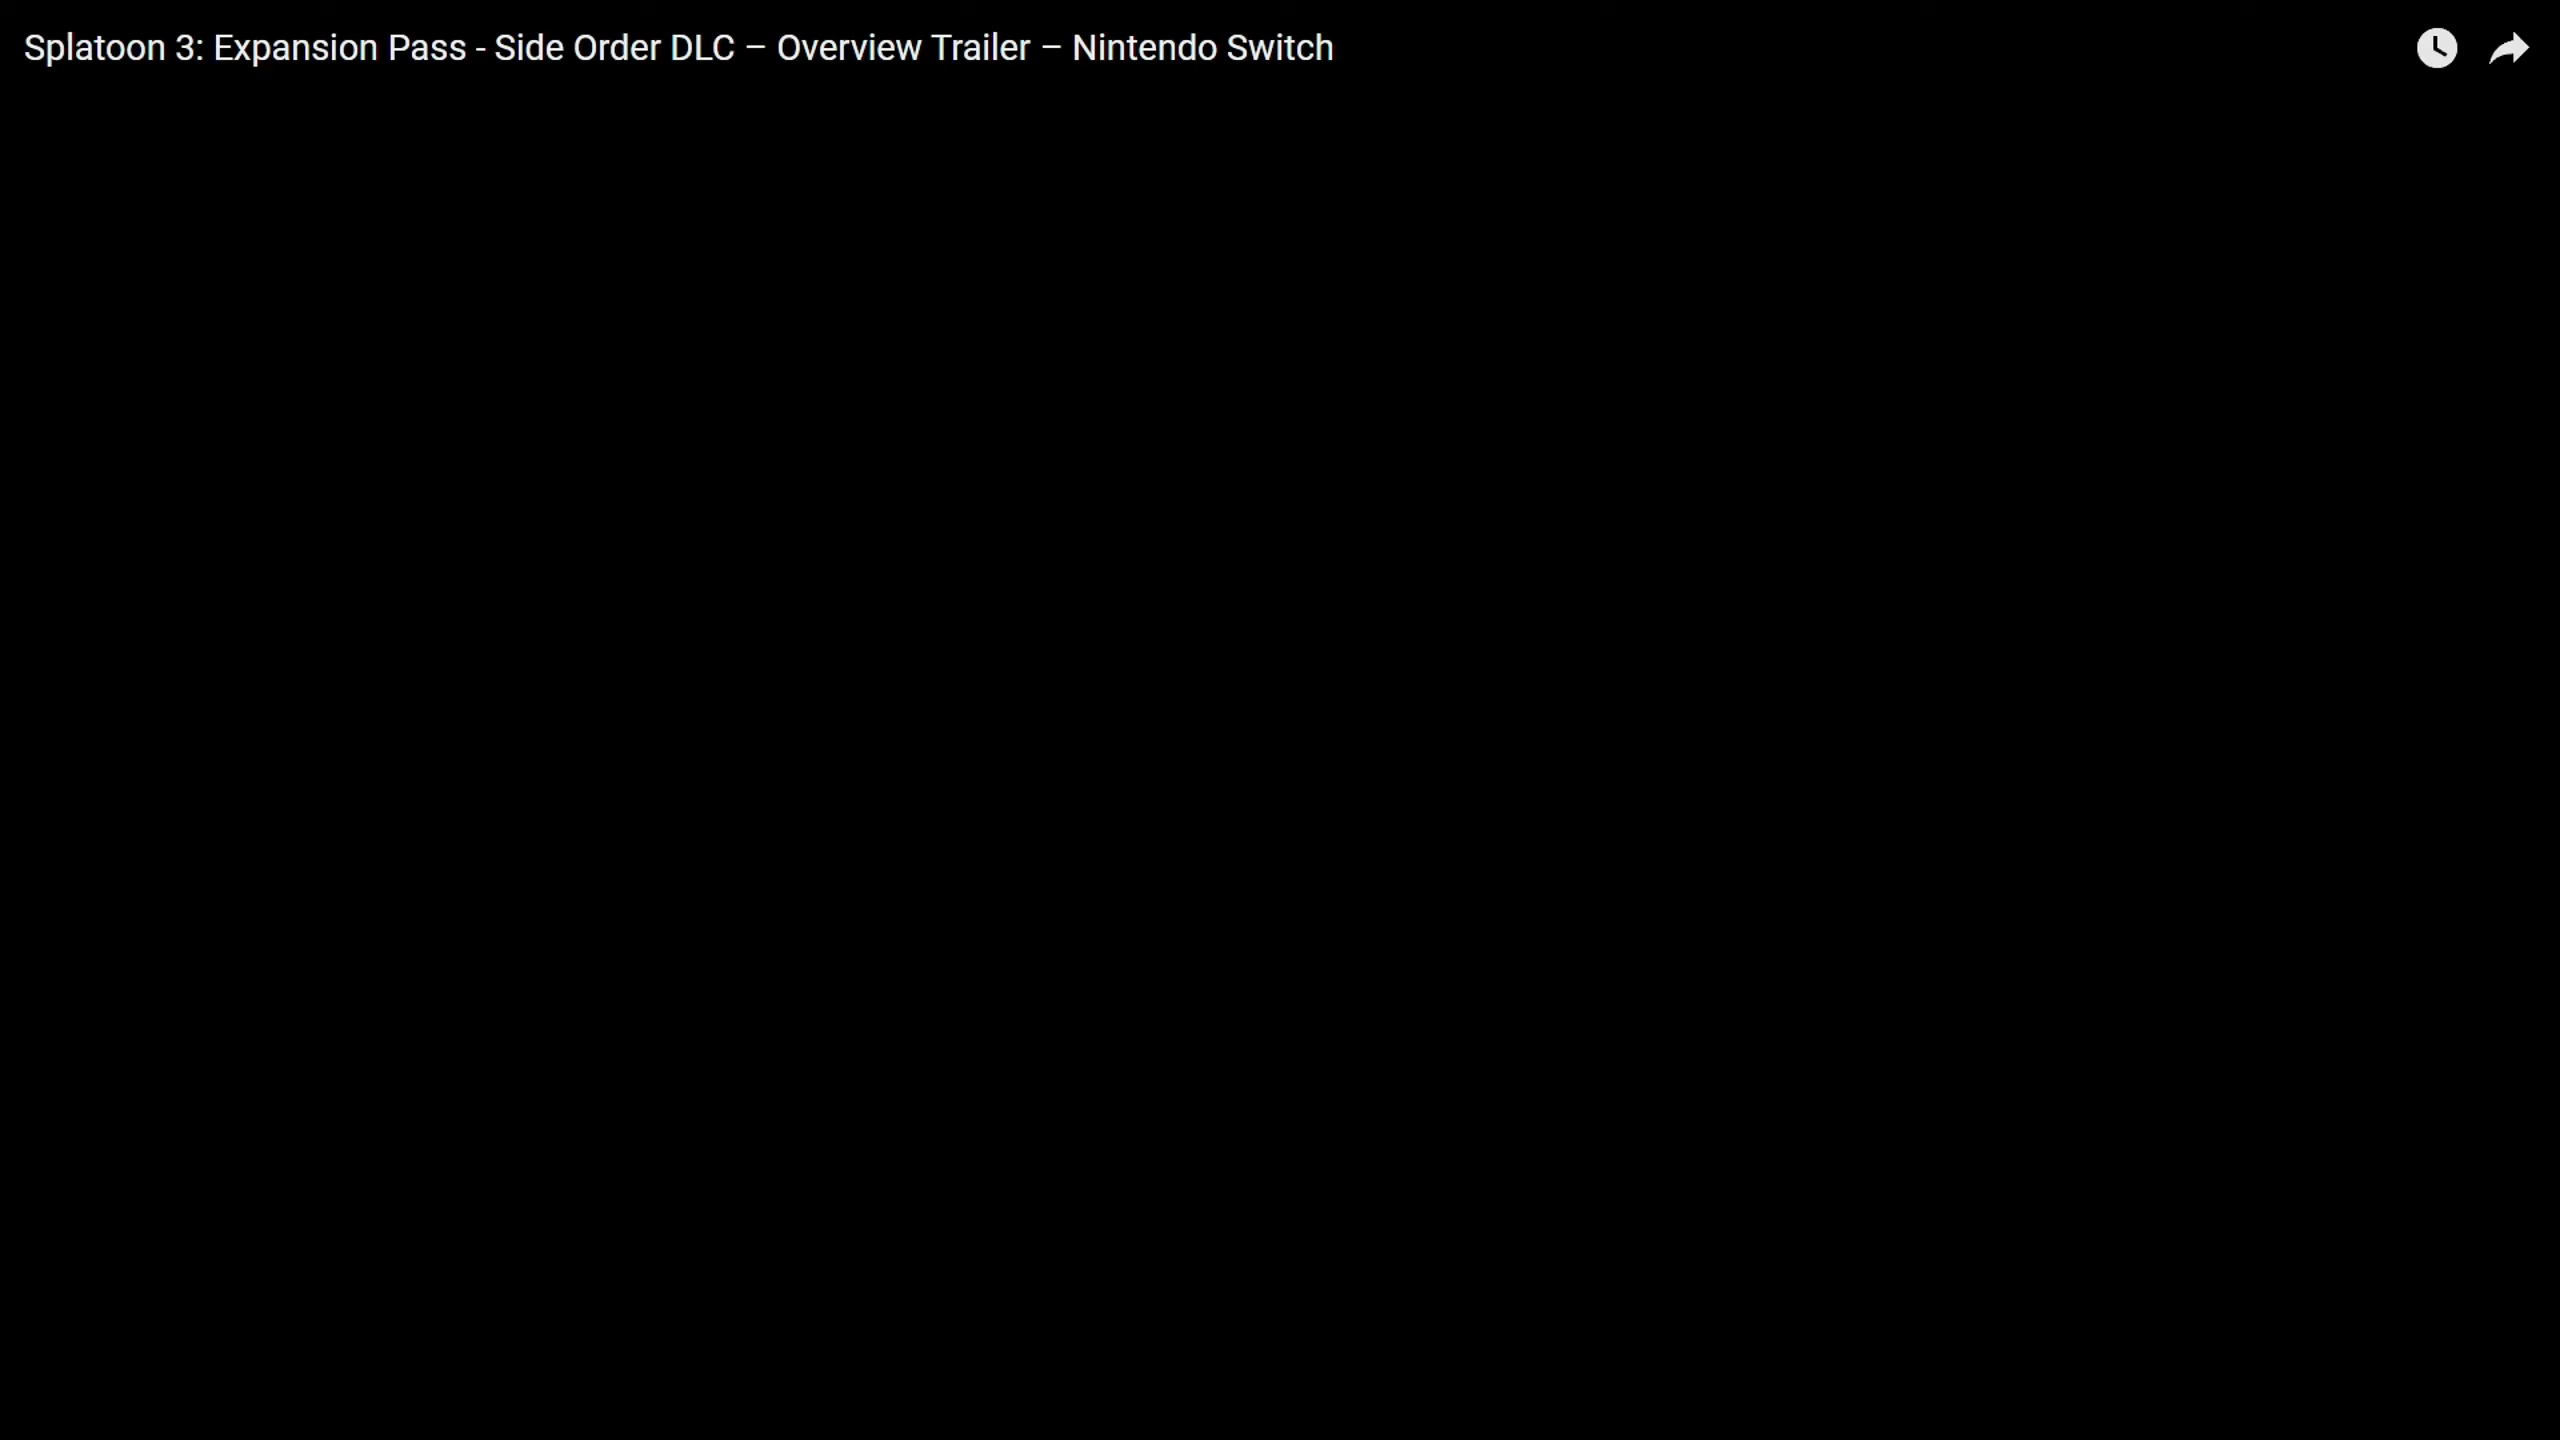 Splatoon 3: Expansion Pass - Side Order DLC – Overview Trailer – Nintendo Switch